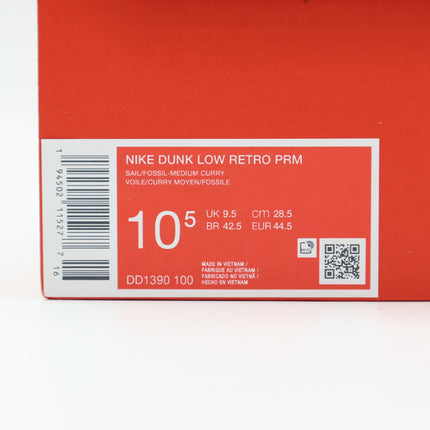 NIKE DUNK LOW RETRO PRM
SAIL/FOSSIL-MEDIUM CURRY
VOILE/CURRY MOYEN/FOSSILE
10⁵
UK 9.5 cm 28.5
BR 42.5 EUR 44.5
MADE IN VIETNAM /
FABRIQUE AU VIETNAM /
FABRICADO NO VIETNÃ /
HECHO EN VIETNAM
DD1390 100
1 94502 11527 7 16